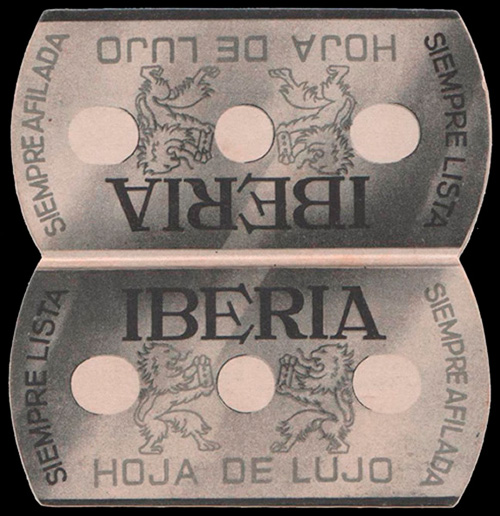 HOJA DE LUJO
SIEMPRE AFILADA
SIEMPRE LISTA
IBERIA
IBERIA
SIEMPRE LISTA
SIEMPRE AFILADA
HOJA DE LUJO